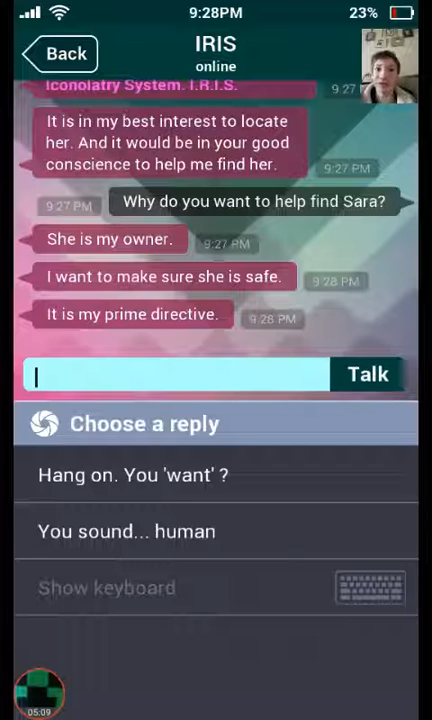 9:28PM
23%
Back
IRIS
online
Iconolatry System. I.R.I.S.
9:27
It is in my best interest to locate
her. And it would be in your good
conscience to help me find her.
9:27 PM
9:27 PM
Why do you want to help find Sara?
She is my owner.
9:27 PM
I want to make sure she is safe.
9:28 PM
It is my prime directive.
9:28 PM
Talk
Choose a reply
Hang on. You 'want' ?
You sound... human
Show keyboard
05:09